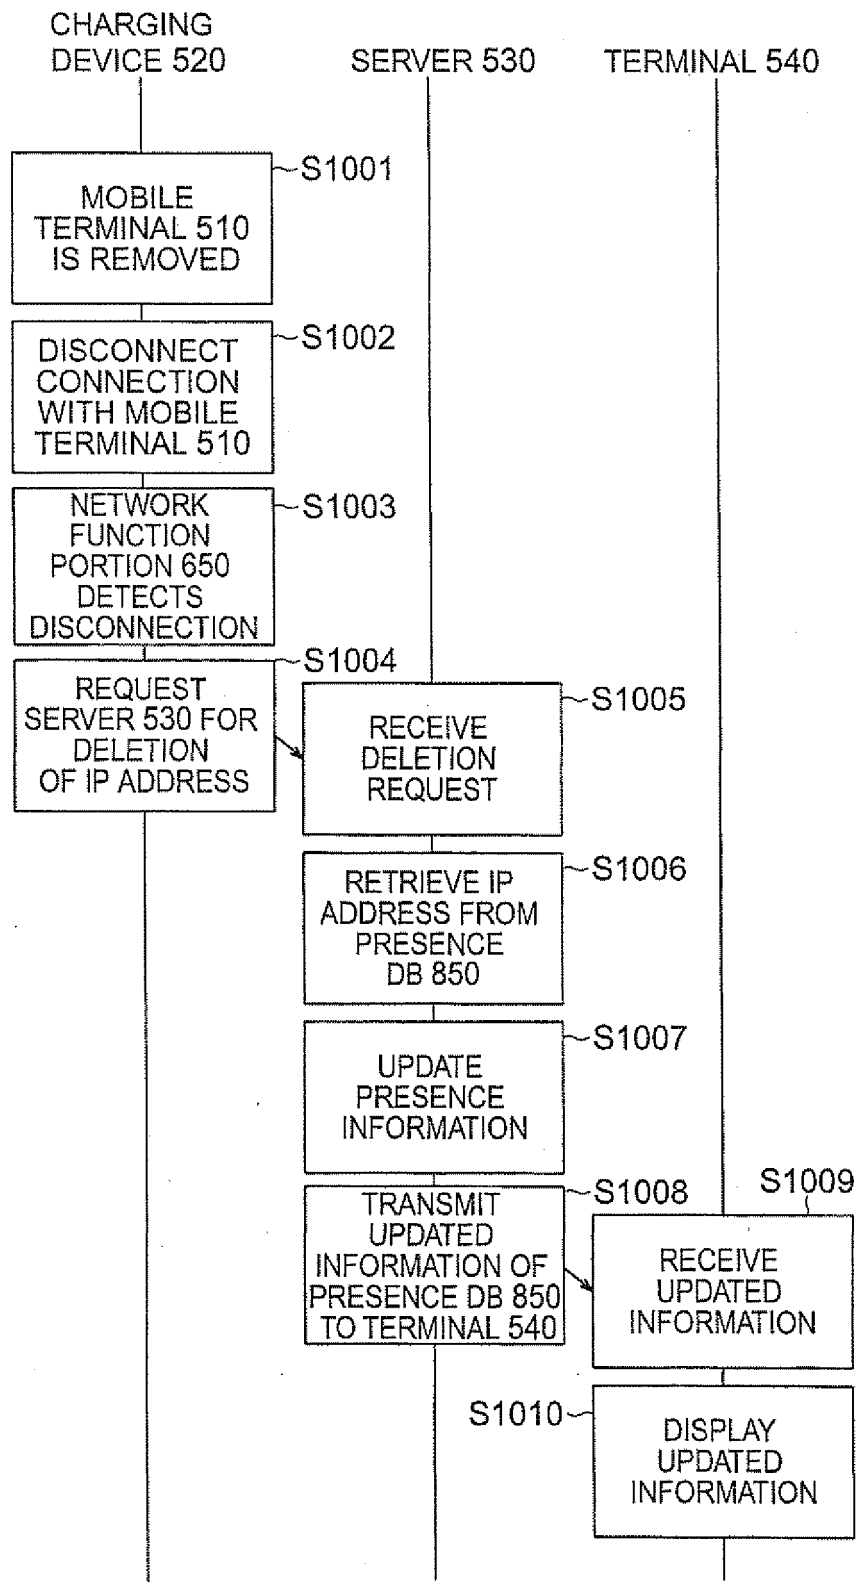 CHARGING
DEVICE 520
SERVER 530
TERMINAL 540
S1001
MOBILE
TERMINAL 510
IS REMOVED
S1002
DISCONNECT
CONNECTION
WITH MOBILE
TERMINAL 510
S1003
NETWORK
FUNCTION
PORTION 650
DETECTS
DISCONNECTION
S1004
REQUEST
SERVER 530 FOR
DELETION
OF IP ADDRESS
S1005
RECEIVE
DELETION
REQUEST
S1006
RETRIEVE IP
ADDRESS FROM
PRESENCE
DB 850
S1007
UPDATE
PRESENCE
INFORMATION
S1008
TRANSMIT
UPDATED
INFORMATION OF
PRESENCE DB 850
TO TERMINAL 540
S1009
RECEIVE
UPDATED
INFORMATION
S1010
DISPLAY
UPDATED
INFORMATION